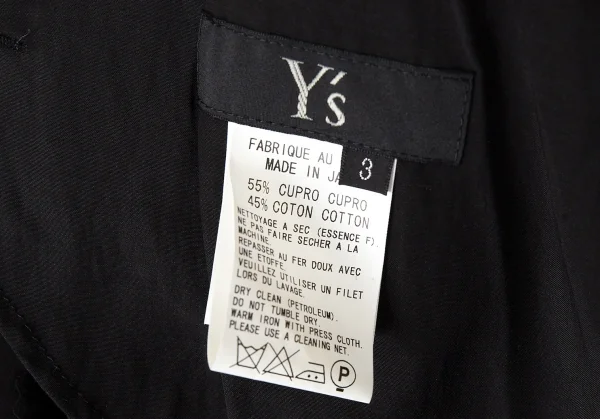 Y's
3
FABRIQUE AU
MADE IN JA
55% CUPRO CUPRO
45% COTON COTTON
NETTOYAGE A SEC (ESSENCE F).
NE PAS FAIRE SECHER A LA
MACHINE.
REPASSER AU FER DOUX AVEC
UNE ETOFFE.
VEUILLEZ UTILISER UN FILET
LORS DU LAVAGE.
DRY CLEAN (PETROLEUM).
DO NOT TUMBLE DRY.
WARM IRON WITH PRESS CLOTH.
PLEASE USE A CLEANING NET.
P